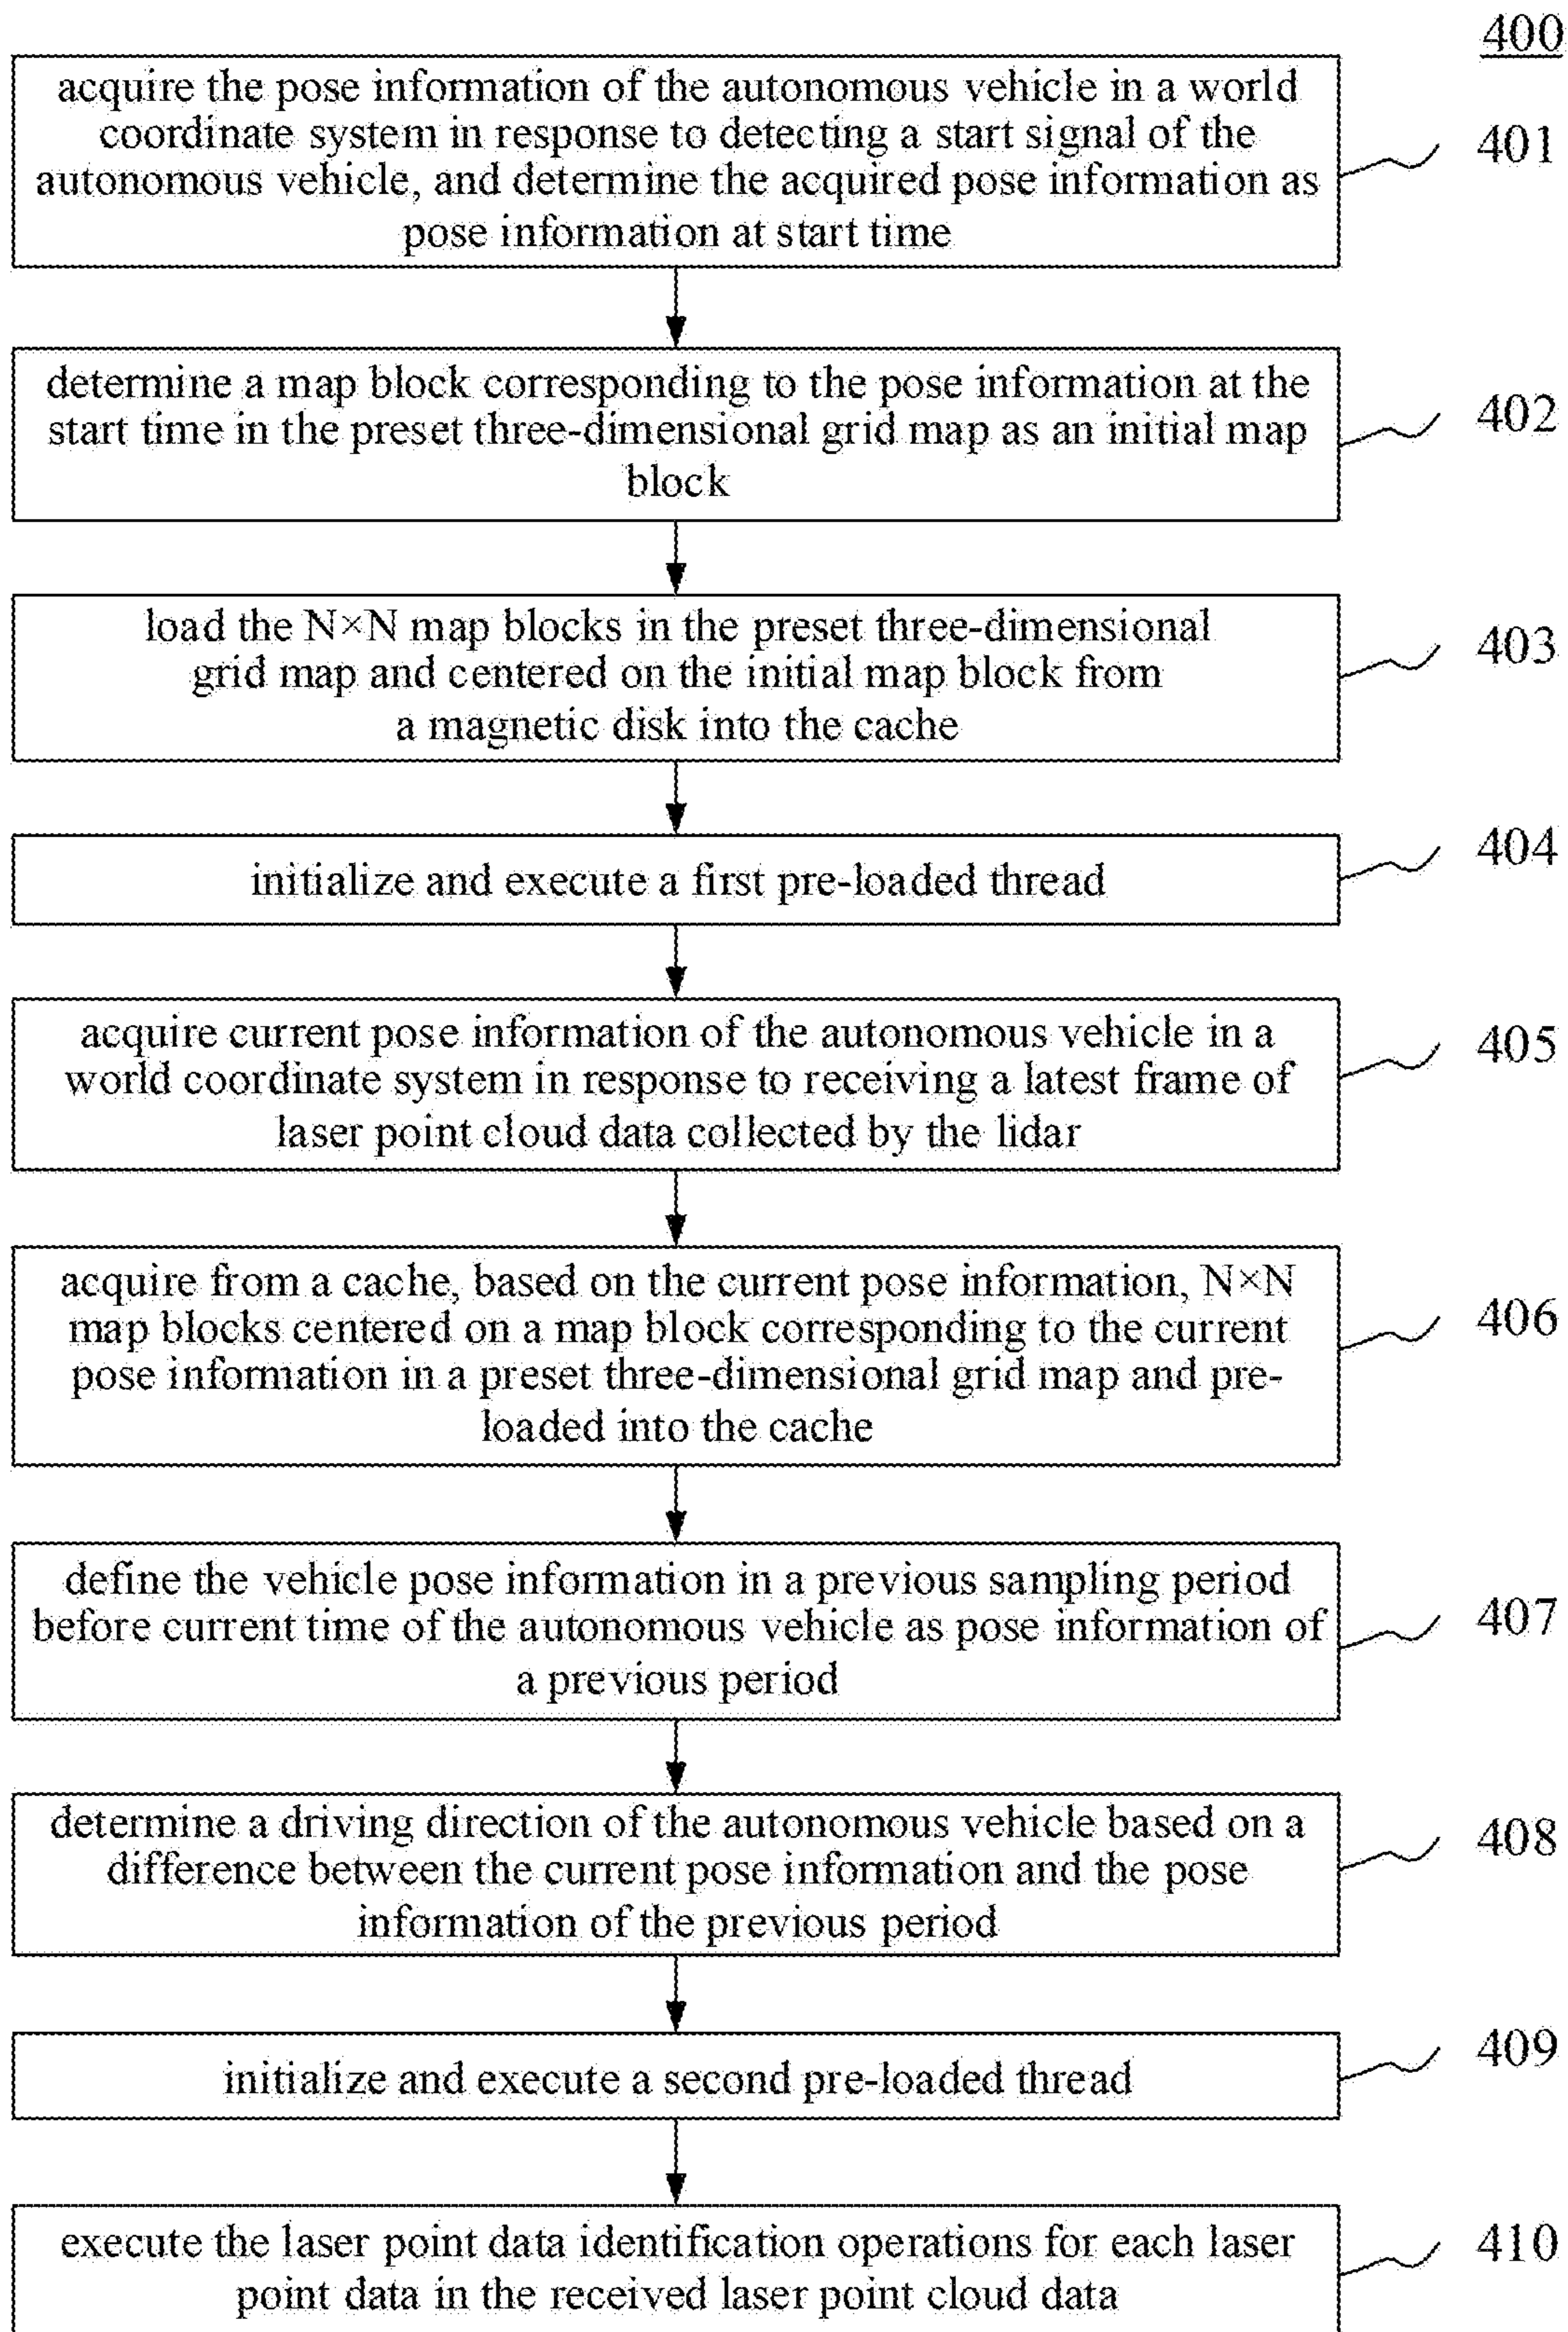 400
acquire the pose information of the autonomous vehicle in a world
coordinate system in response to detecting a start signal of the
autonomous vehicle, and determine the acquired pose information as
pose information at start time
401
determine a map block corresponding to the pose information at the
start time in the preset three-dimensional grid map as an initial map
block
402
load the N×N map blocks in the preset three-dimensional
grid map and centered on the initial map block from
a magnetic disk into the cache
403
initialize and execute a first pre-loaded thread
404
acquire current pose information of the autonomous vehicle in a
world coordinate system in response to receiving a latest frame of
laser point cloud data collected by the lidar
405
acquire from a cache, based on the current pose information, N×N
map blocks centered on a map block corresponding to the current
pose information in a preset three-dimensional grid map and pre-
loaded into the cache
406
define the vehicle pose information in a previous sampling period
before current time of the autonomous vehicle as pose information of
a previous period
407
determine a driving direction of the autonomous vehicle based on a
difference between the current pose information and the pose
information of the previous period
408
initialize and execute a second pre-loaded thread
409
execute the laser point data identification operations for each laser
point data in the received laser point cloud data
410